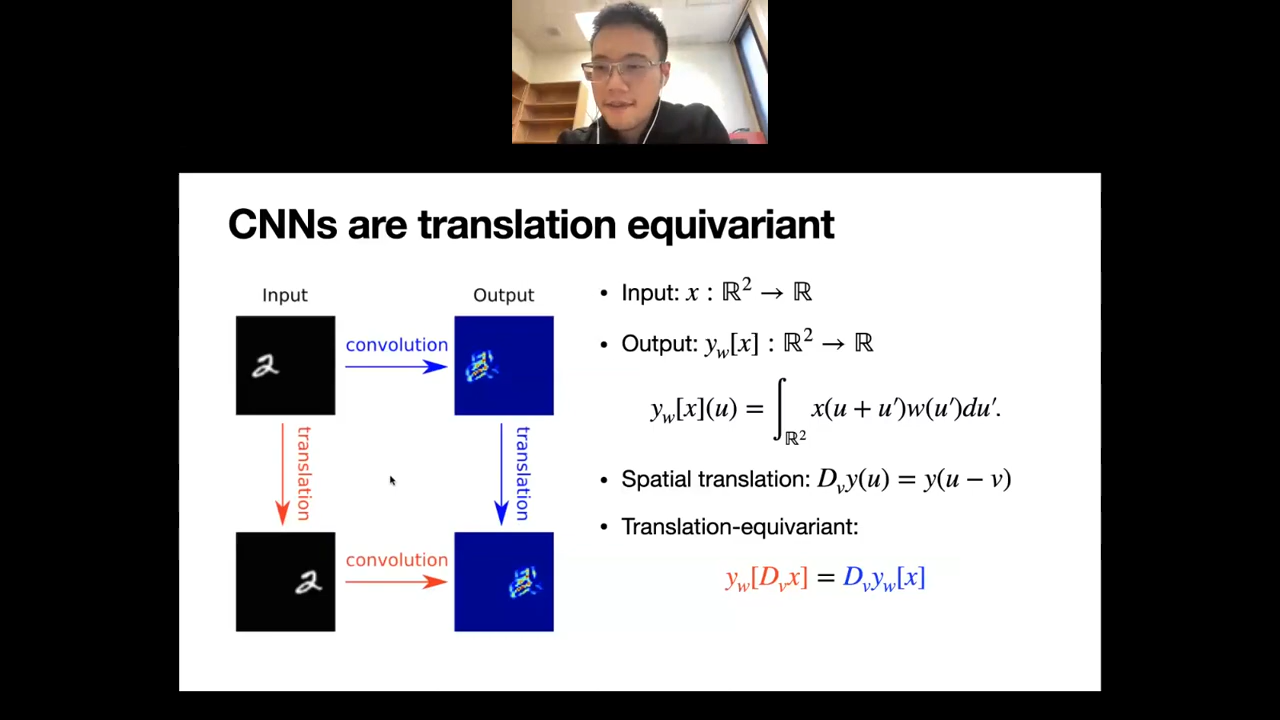 CNNs are translation equivariant
Input
Output
convolution
translation
translation
convolution
• Input: x : ℝ² → ℝ
• Output: y_w[x] : ℝ² → ℝ
y_w[x](u) = ∫_ℝ² x(u + u′)w(u′)du′.
• Spatial translation: D_v y(u) = y(u − v)
• Translation-equivariant:
y_w[D_v x] = D_v y_w[x]